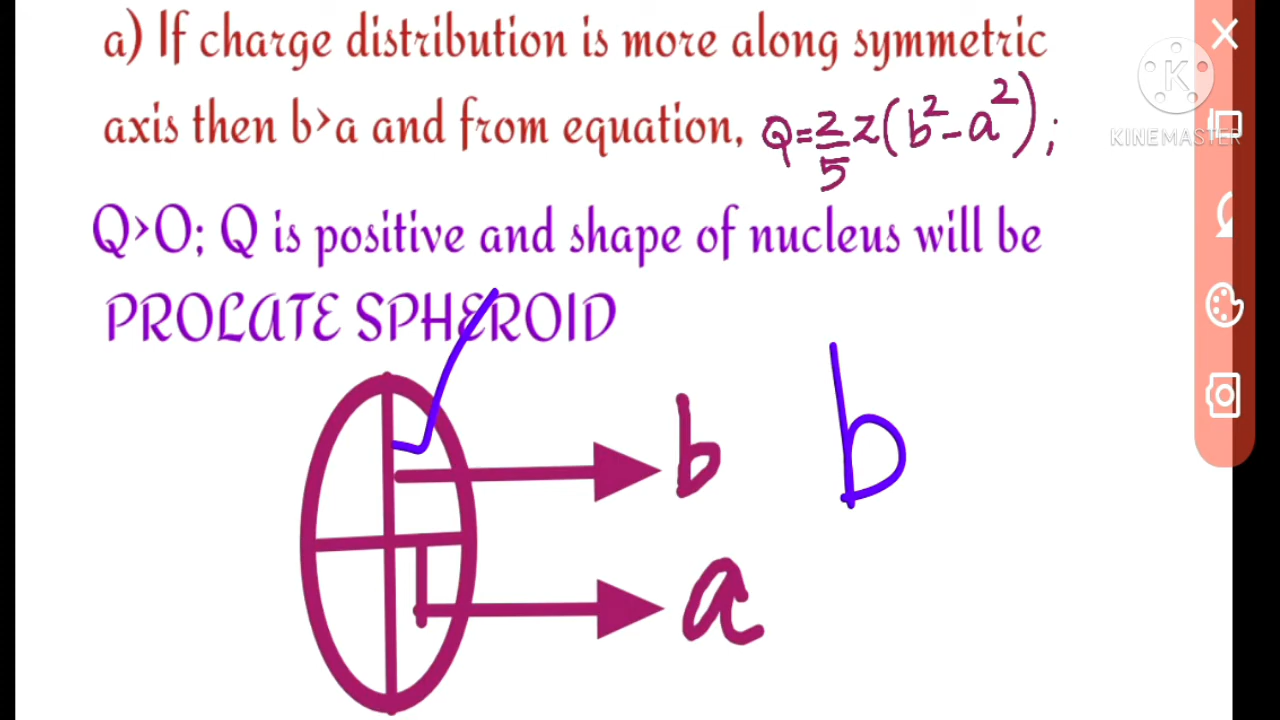 a) If charge distribution is more along symmetric
axis then b>a and from equation, Q=2/5 z(b²-a²);
KINEMASTER
Q>0; Q is positive and shape of nucleus will be
PROLATE SPHEROID
b
b
a